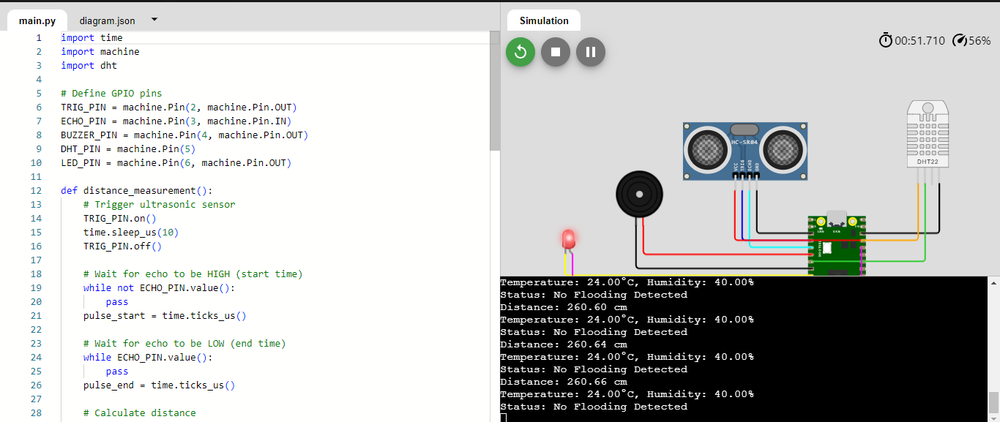 main.py
diagram.json
1 import time
2 import machine
3 import dht
4
5 # Define GPIO pins
6 TRIG_PIN = machine.Pin(2, machine.Pin.OUT)
7 ECHO_PIN = machine.Pin(3, machine.Pin.IN)
8 BUZZER_PIN = machine.Pin(4, machine.Pin.OUT)
9 DHT_PIN = machine.Pin(5)
10 LED_PIN = machine.Pin(6, machine.Pin.OUT)
11
12 def distance_measurement():
13     # Trigger ultrasonic sensor
14     TRIG_PIN.on()
15     time.sleep_us(10)
16     TRIG_PIN.off()
17
18     # Wait for echo to be HIGH (start time)
19     while not ECHO_PIN.value():
20         pass
21     pulse_start = time.ticks_us()
22
23     # Wait for echo to be LOW (end time)
24     while ECHO_PIN.value():
25         pass
26     pulse_end = time.ticks_us()
27
28     # Calculate distance
Simulation
00:51.710
56%
HC-SR04
VCC
TRIG
ECHO
GND
DHT22
LED
USB
Temperature: 24.00°C, Humidity: 40.00%
Status: No Flooding Detected
Distance: 260.60 cm
Temperature: 24.00°C, Humidity: 40.00%
Status: No Flooding Detected
Distance: 260.64 cm
Temperature: 24.00°C, Humidity: 40.00%
Status: No Flooding Detected
Distance: 260.66 cm
Temperature: 24.00°C, Humidity: 40.00%
Status: No Flooding Detected